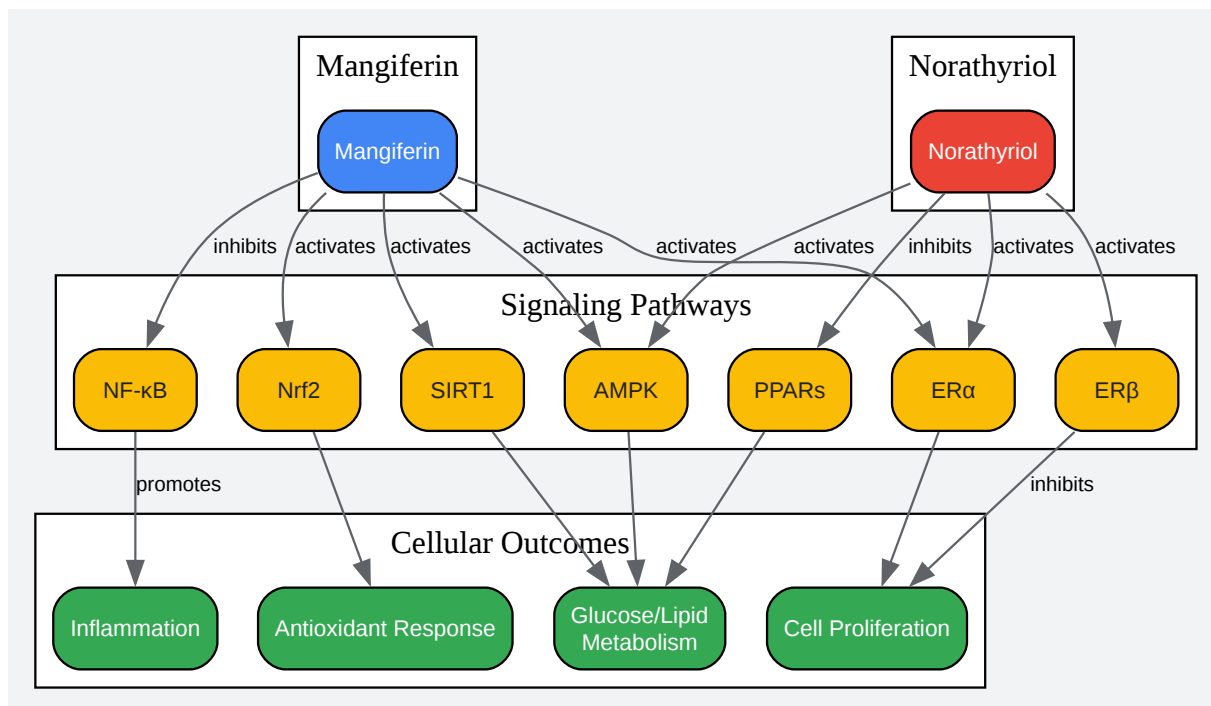 Mangiferin
Norathyriol
Mangiferin
Norathyriol
inhibits
activates
activates
activates
activates
activates
inhibits
activates
activates
Signaling Pathways
NF-κB
Nrf2
SIRT1
AMPK
PPARs
ERα
ERβ
promotes
inhibits
Cellular Outcomes
Inflammation
Antioxidant Response
Glucose/Lipid
Metabolism
Cell Proliferation